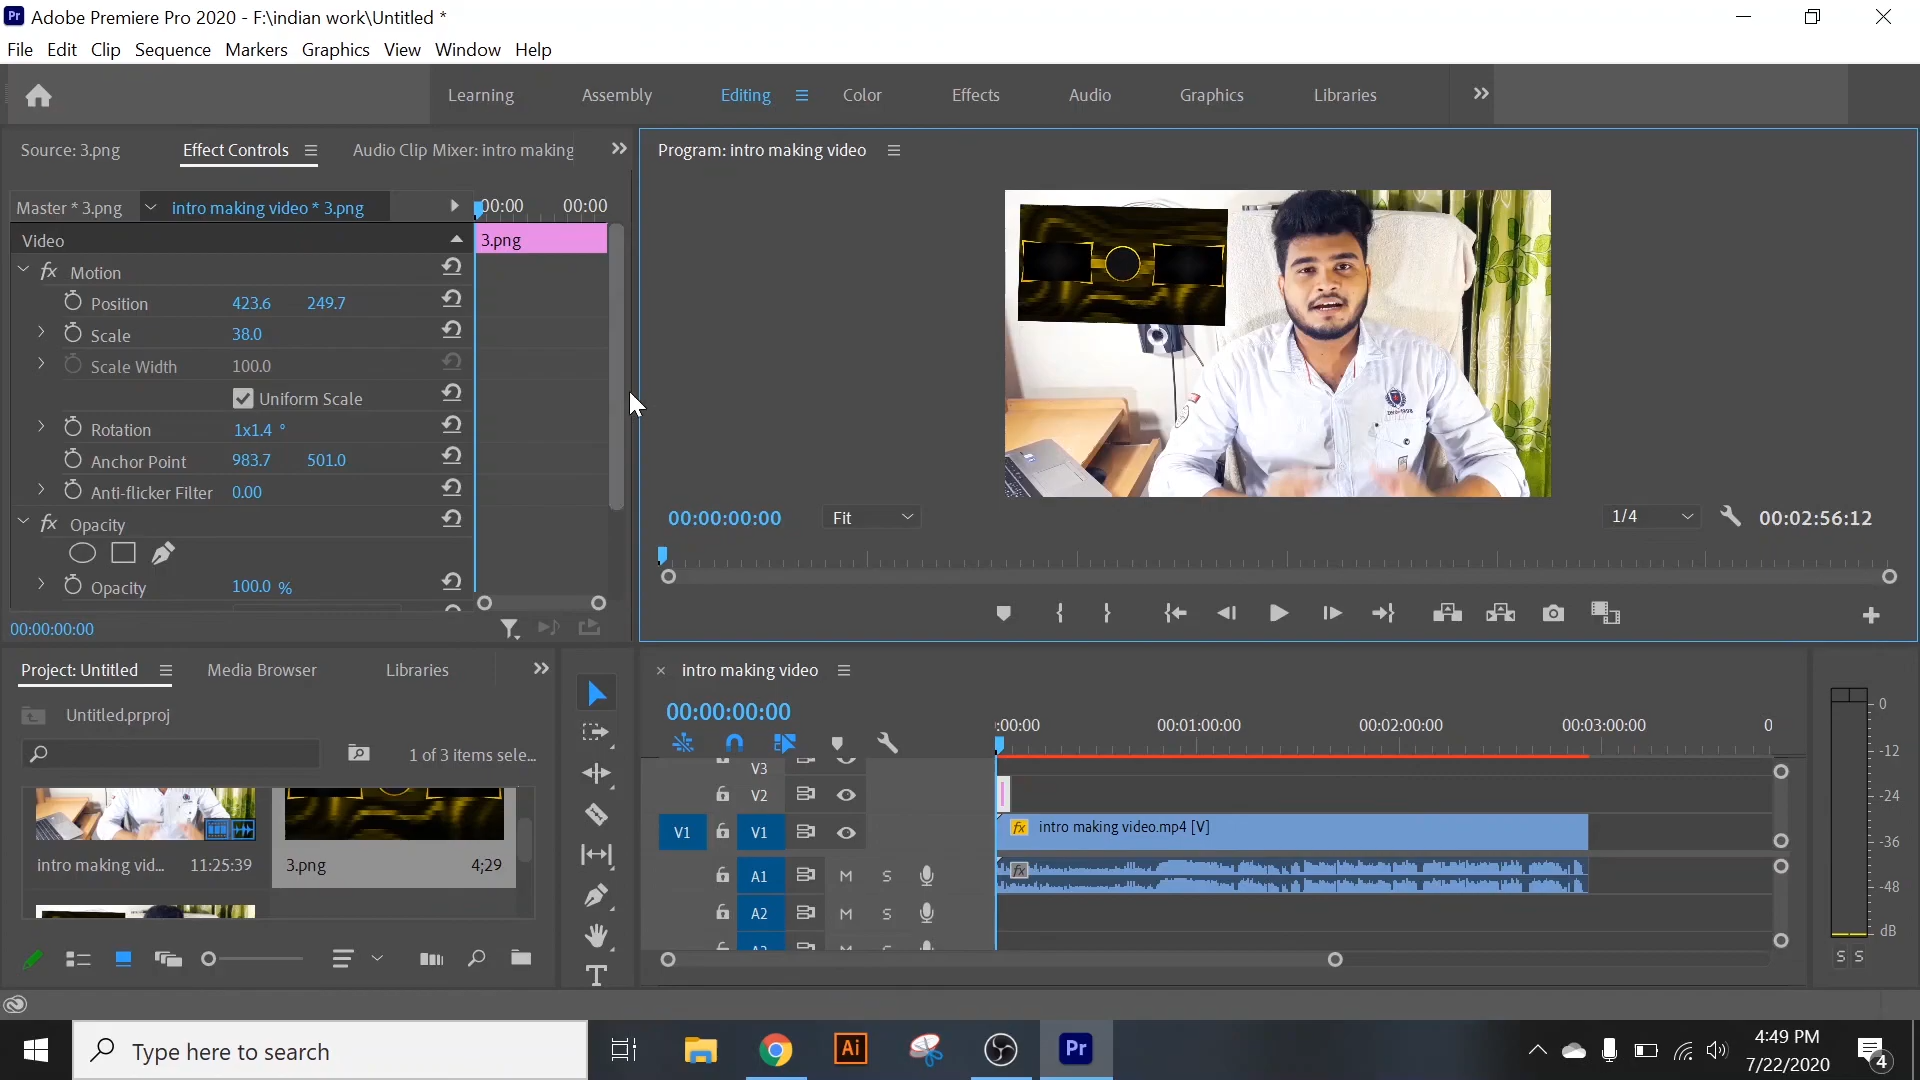 Pr Adobe Premiere Pro 2020 - F:\indian work\Untitled *
File Edit Clip Sequence Markers Graphics View Window Help
Learning Assembly Editing Color Effects Audio Graphics Libraries
Source: 3.png Effect Controls Audio Clip Mixer: intro making
Program: intro making video
Master * 3.png intro making video * 3.png :00:00 00:00
Video 3.png
fx Motion
Position 423.6 249.7
Scale 38.0
Scale Width 100.0
Uniform Scale
Rotation 1x1.4 °
Anchor Point 983.7 501.0
Anti-flicker Filter 0.00
fx Opacity
Opacity 100.0 %
00:00:00:00
00:00:00:00 Fit 1/4 00:02:56:12
Project: Untitled Media Browser Libraries
Untitled.prproj
1 of 3 items sele...
intro making vid... 11:25:39 3.png 4;29
intro making video
00:00:00:00
:00:00 00:01:00:00 00:02:00:00 00:03:00:00 0
V3
V2
V1 V1 fx intro making video.mp4 [V]
A1 M S fx
A2 M S
0
-12
-24
-36
-48
dB
S S
Type here to search
Ai Pr
4:49 PM
7/22/2020
4